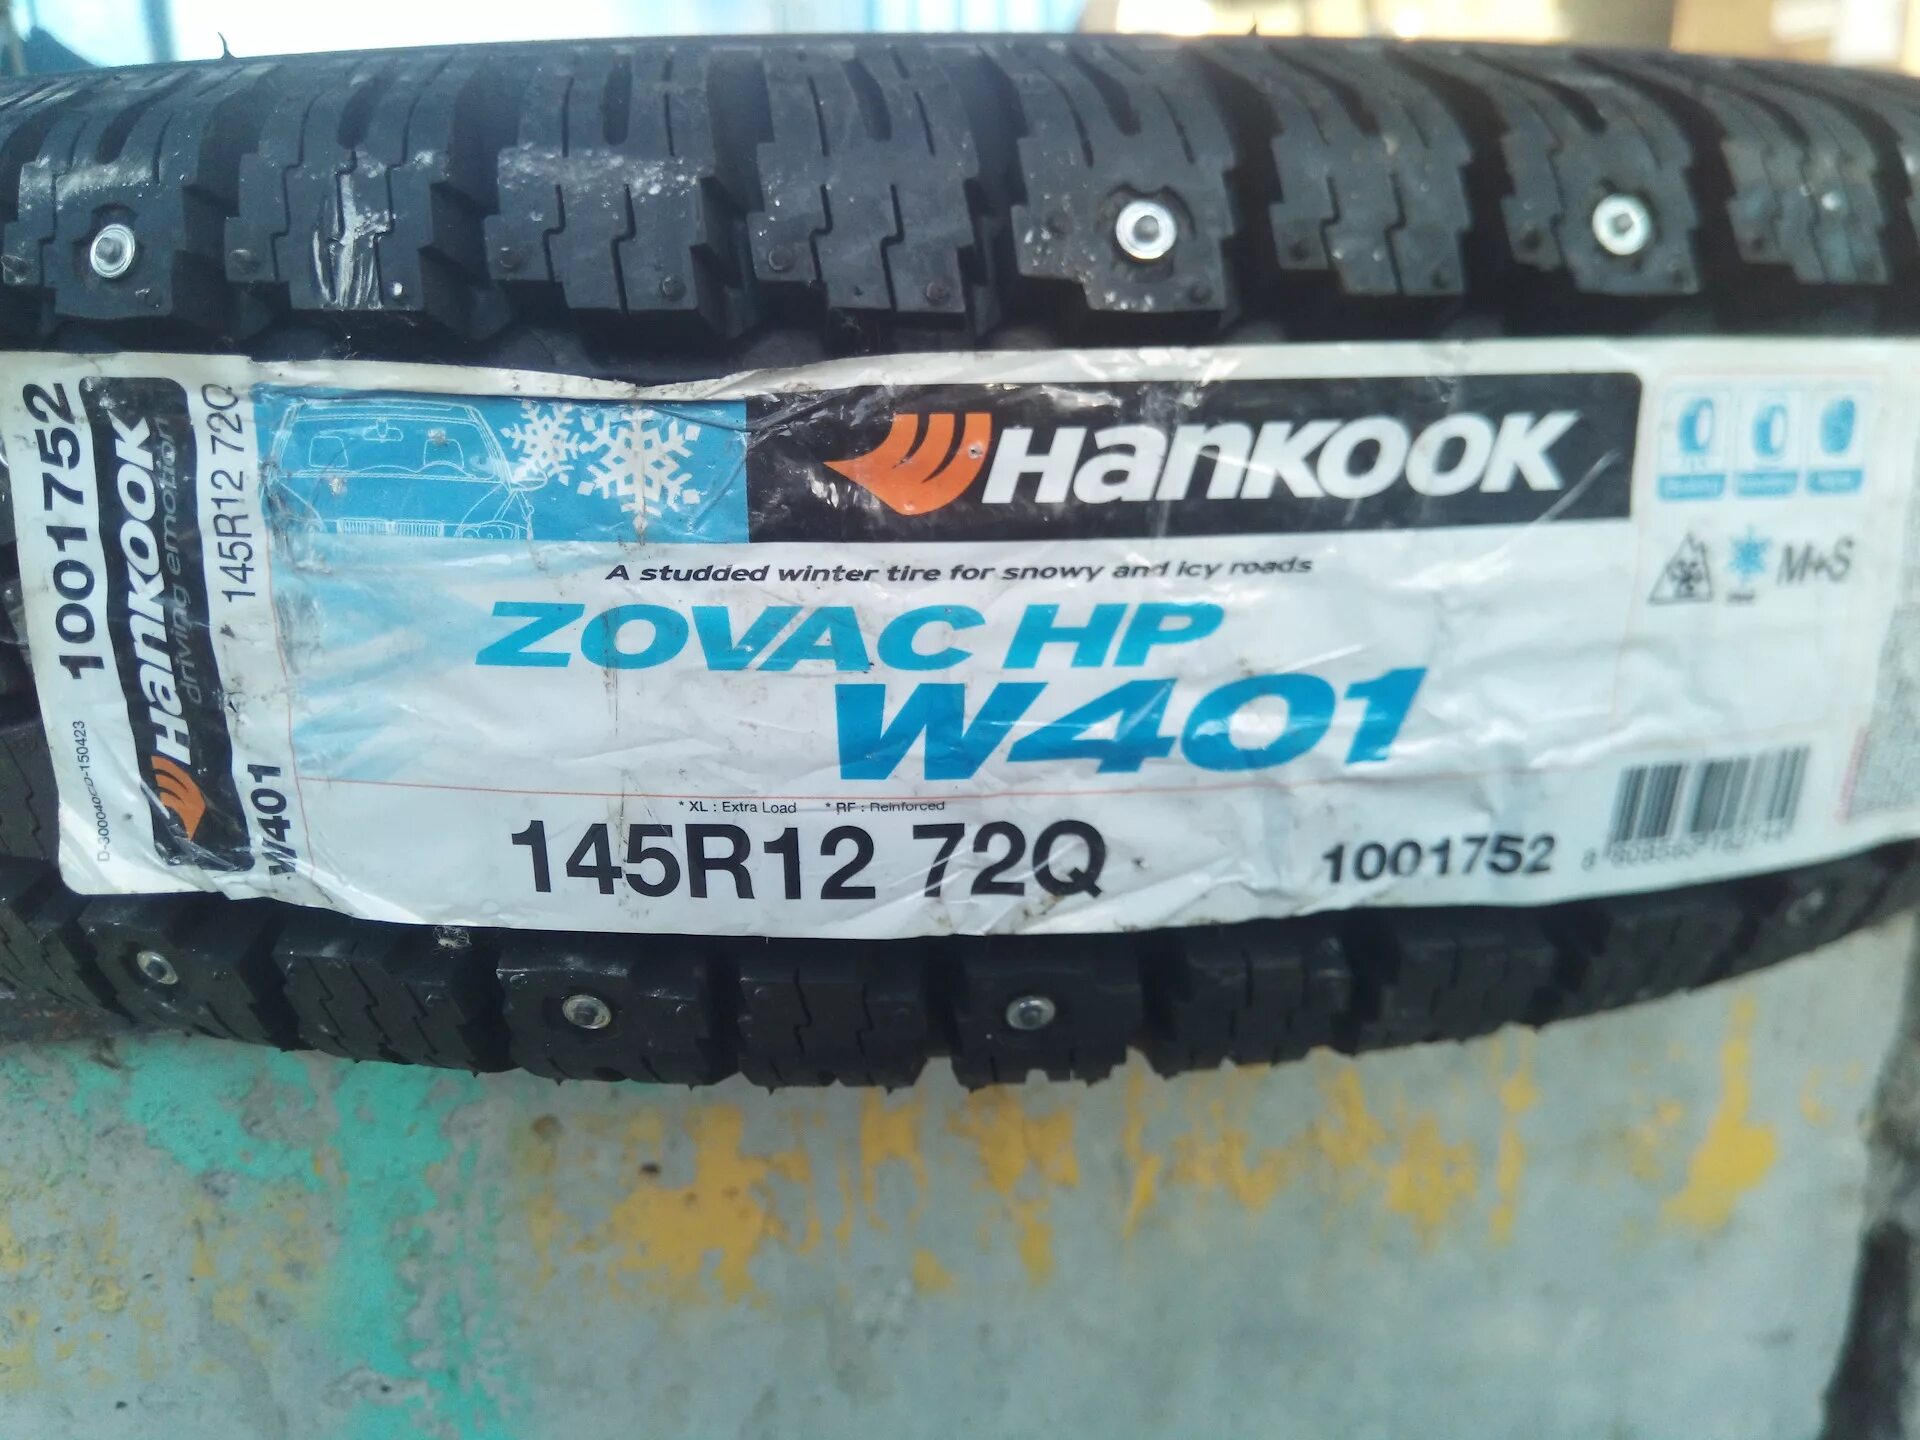 1001752
HANKOOK
driving emotion
145R12 72Q
W401
HANKOOK
A studded winter tire for snowy and icy roads
ZOVAC HP
W401
* XL : Extra Load * RF : Reinforced
145R12 72Q
1001752
M+S